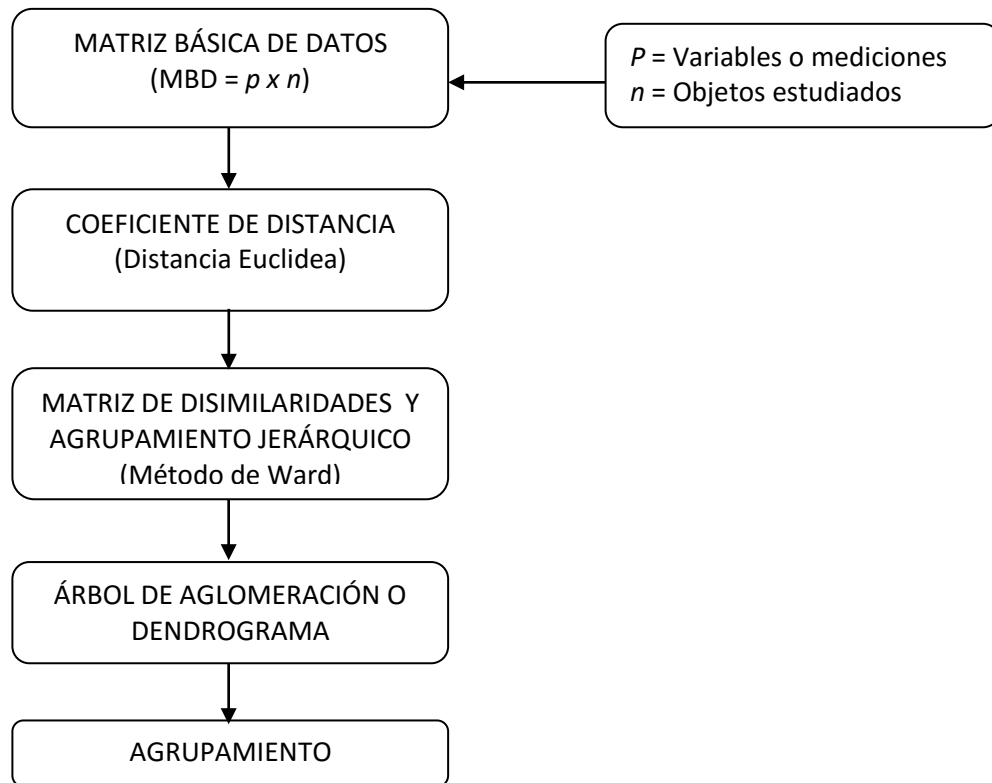 MATRIZ BÁSICA DE DATOS
(MBD = p x n)
P = Variables o mediciones
n = Objetos estudiados
COEFICIENTE DE DISTANCIA
(Distancia Euclidea)
MATRIZ DE DISIMILARIDADES Y
AGRUPAMIENTO JERÁRQUICO
(Método de Ward)
ÁRBOL DE AGLOMERACIÓN O
DENDROGRAMA
AGRUPAMIENTO